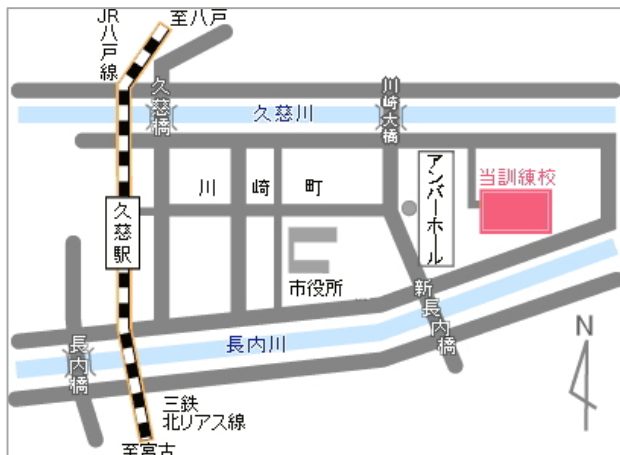 至八戸
JR八戸線
久慈橋
久慈川
川崎大橋
川崎町
アンバーホール
当訓練校
久慈駅
市役所
新長内橋
長内川
長内橋
三鉄
北リアス線
至宮古
N